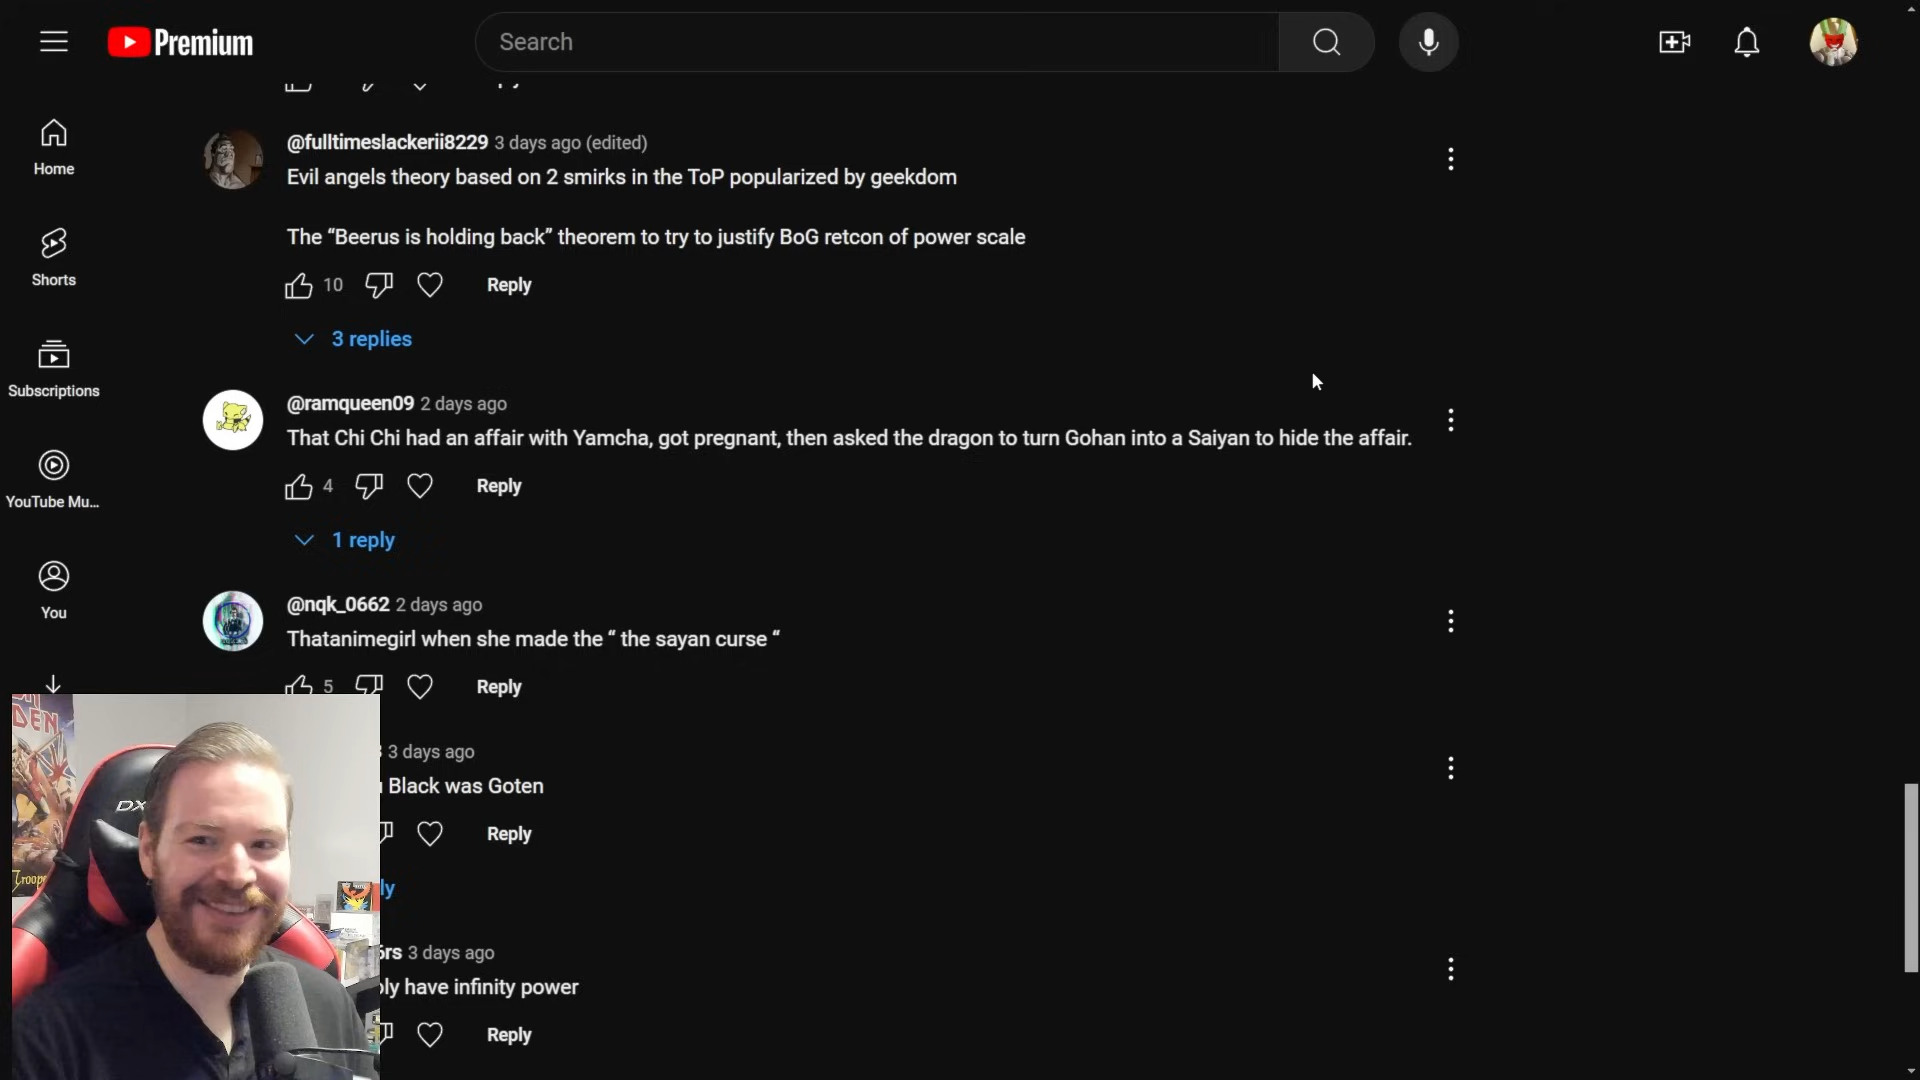 Premium
Search
@fulltimeslackerii8229 3 days ago (edited)
Evil angels theory based on 2 smirks in the ToP popularized by geekdom
The “Beerus is holding back” theorem to try to justify BoG retcon of power scale
10 Reply
3 replies
@ramqueen09 2 days ago
That Chi Chi had an affair with Yamcha, got pregnant, then asked the dragon to turn Gohan into a Saiyan to hide the affair.
4 Reply
1 reply
@nqk_0662 2 days ago
Thatanimegirl when she made the “ the sayan curse “
5 Reply
3 days ago
Black was Goten
Reply
3 days ago
have infinity power
Reply
Home
Shorts
Subscriptions
YouTube Mu...
You
DX